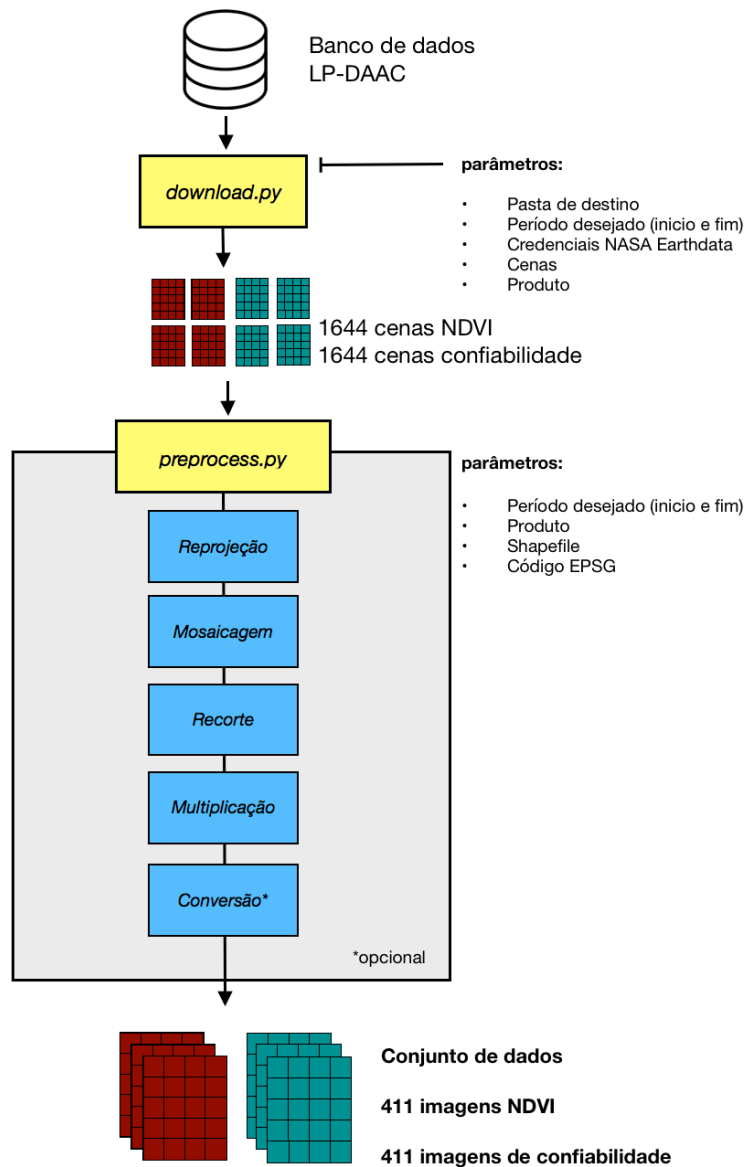 Banco de dados
LP-DAAC
download.py
parâmetros:
• Pasta de destino
• Período desejado (inicio e fim)
• Credenciais NASA Earthdata
• Cenas
• Produto
1644 cenas NDVI
1644 cenas confiabilidade
preprocess.py
parâmetros:
• Período desejado (inicio e fim)
• Produto
• Shapefile
• Código EPSG
Reprojeção
Mosaicagem
Recorte
Multiplicação
Conversão*
*opcional
Conjunto de dados
411 imagens NDVI
411 imagens de confiabilidade